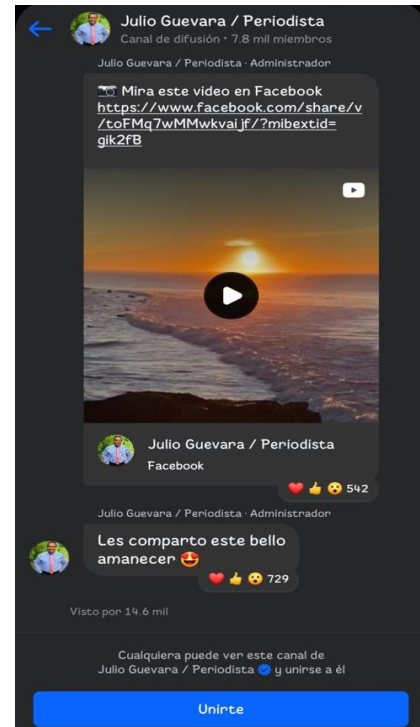 Julio Guevara / Periodista
Canal de difusión • 7.8 mil miembros
Julio Guevara / Periodista · Administrador
📷 Mira este video en Facebook
https://www.facebook.com/share/v
/toFMq7wMMwkvaijf/?mibextid=
gik2fB
Julio Guevara / Periodista
Facebook
❤️👍😮 542
Julio Guevara / Periodista · Administrador
Les comparto este bello
amanecer 🤩
❤️👍😮 729
Visto por 14.6 mil
Cualquiera puede ver este canal de
Julio Guevara / Periodista y unirse a él
Unirte